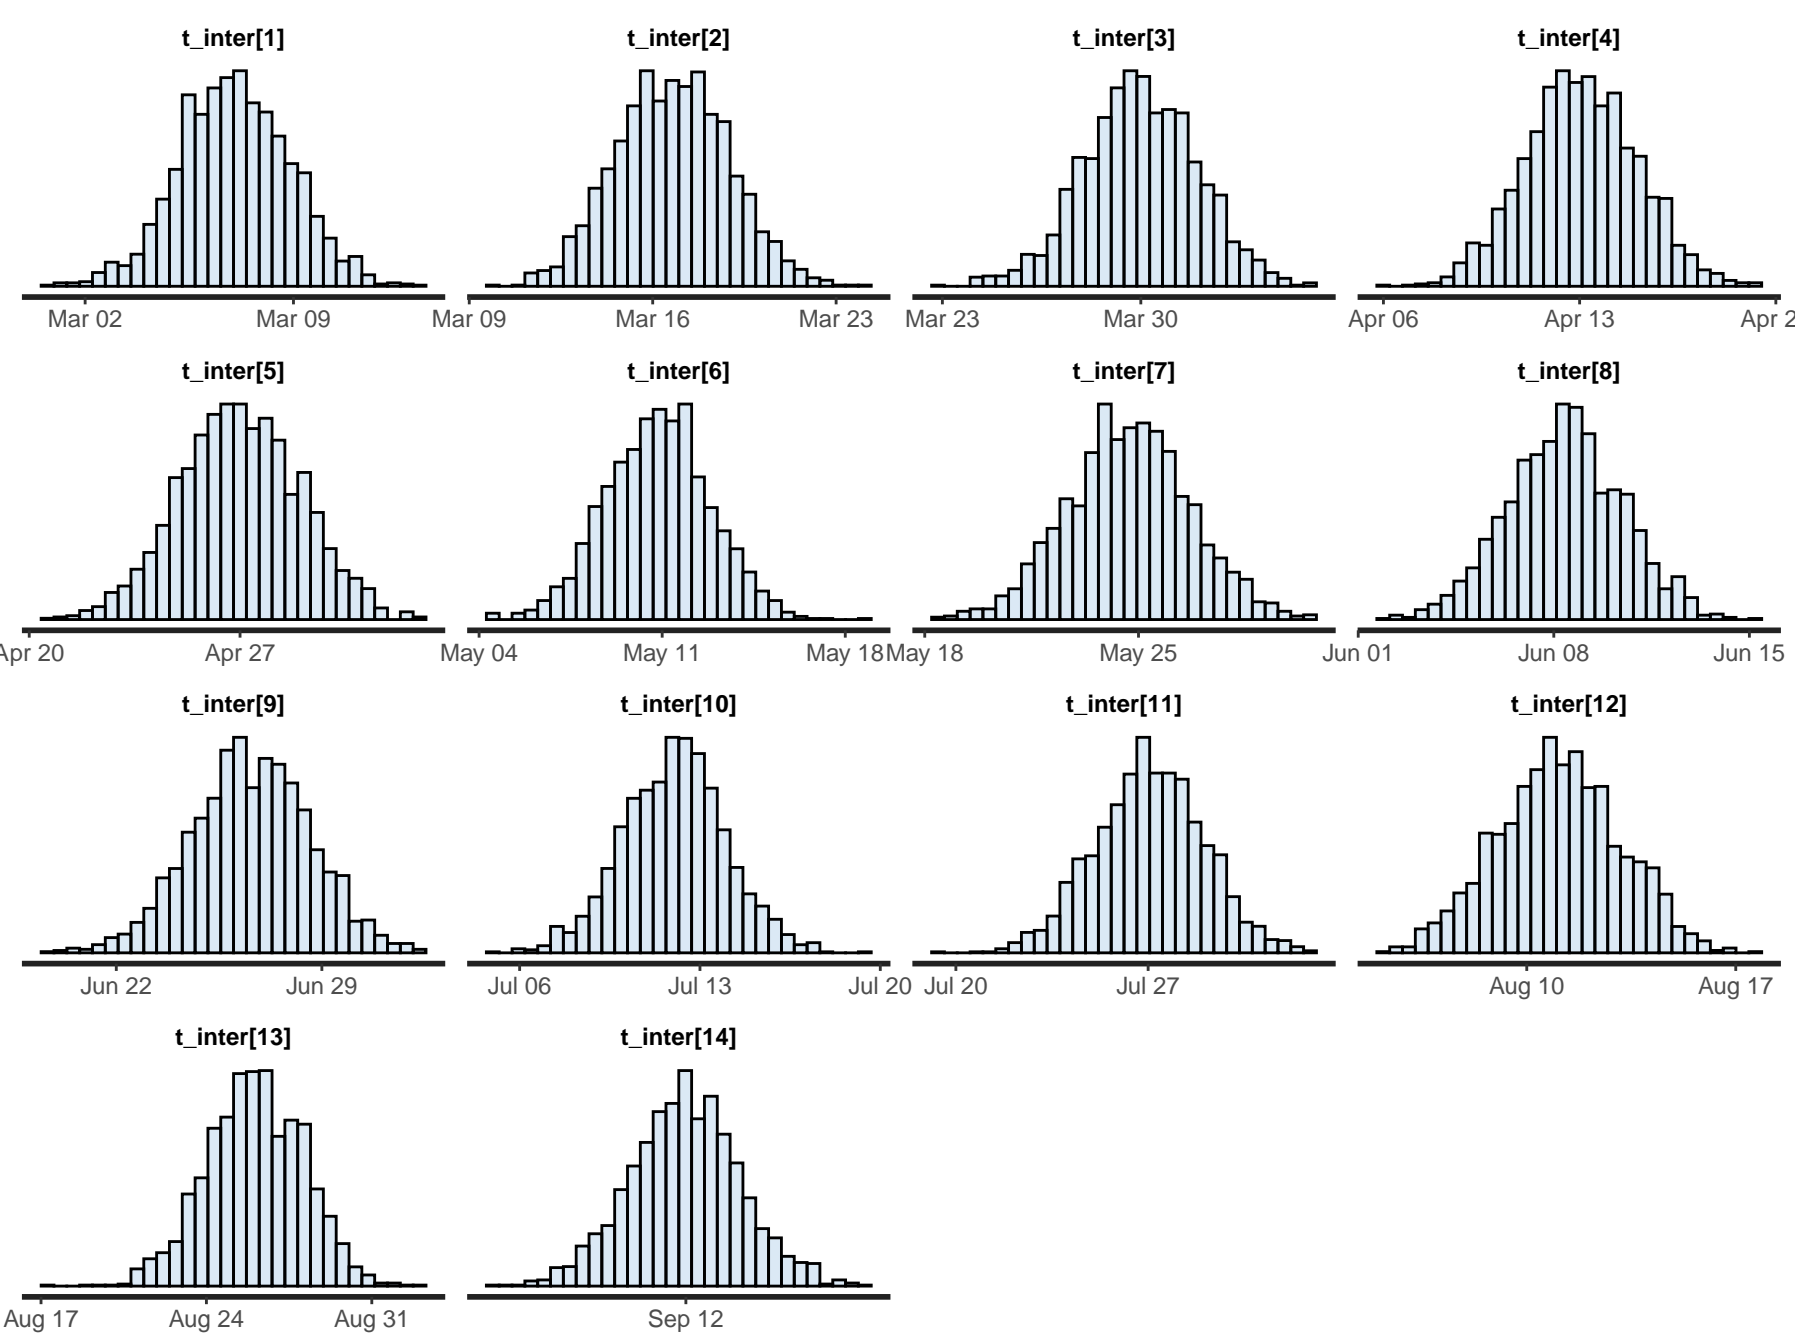 t_inter[1] t_inter[2] t_inter[3] t_inter[4]
Mar 02 Mar 09 Mar 09 Mar 16 Mar 23 Mar 23 Mar 30 Apr 06 Apr 13 Apr 2
t_inter[5] t_inter[6] t_inter[7] t_inter[8]
Apr 20 Apr 27 May 04 May 11 May 18 May 18 May 25 Jun 01 Jun 08 Jun 15
t_inter[9] t_inter[10] t_inter[11] t_inter[12]
Jun 22 Jun 29 Jul 06 Jul 13 Jul 20 Jul 20 Jul 27 Aug 10 Aug 17
t_inter[13] t_inter[14]
Aug 17 Aug 24 Aug 31 Sep 12